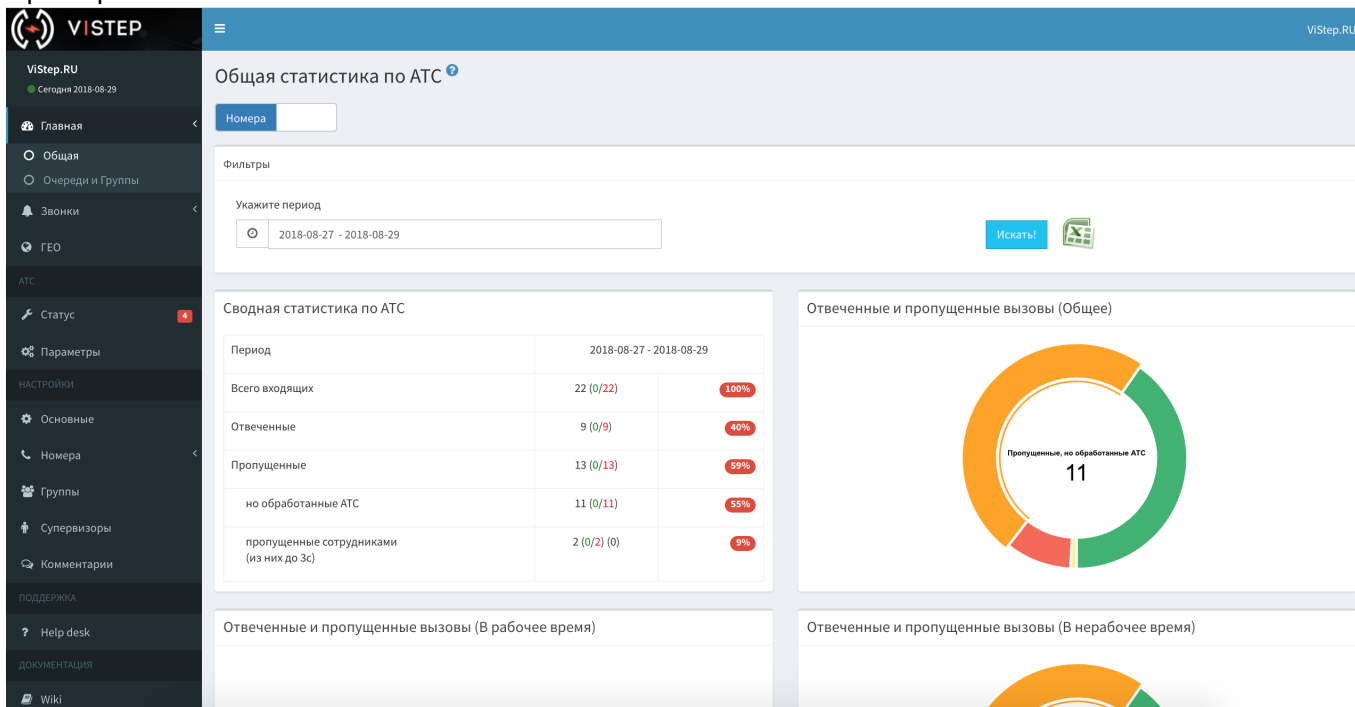 VISTEP
ViStep.RU
ViStep.RU
Сегодня 2018-08-29
Главная
Общая
Очереди и Группы
Звонки
ГЕО
АТС
Статус
4
Параметры
НАСТРОЙКИ
Основные
Номера
Группы
Супервизоры
Комментарии
ПОДДЕРЖКА
Help desk
ДОКУМЕНТАЦИЯ
Wiki
Общая статистика по АТС
Номера
Фильтры
Укажите период
2018-08-27 - 2018-08-29
Искать!
Сводная статистика по АТС
Период 2018-08-27 - 2018-08-29
Всего входящих 22 (0/22) 100%
Отвеченные 9 (0/9) 40%
Пропущенные 13 (0/13) 59%
но обработанные АТС 11 (0/11) 55%
пропущенные сотрудниками 2 (0/2) (0) 9%
(из них до 3с)
Отвеченные и пропущенные вызовы (Общее)
Пропущенные, но обработанные АТС
11
Отвеченные и пропущенные вызовы (В рабочее время)
Отвеченные и пропущенные вызовы (В нерабочее время)